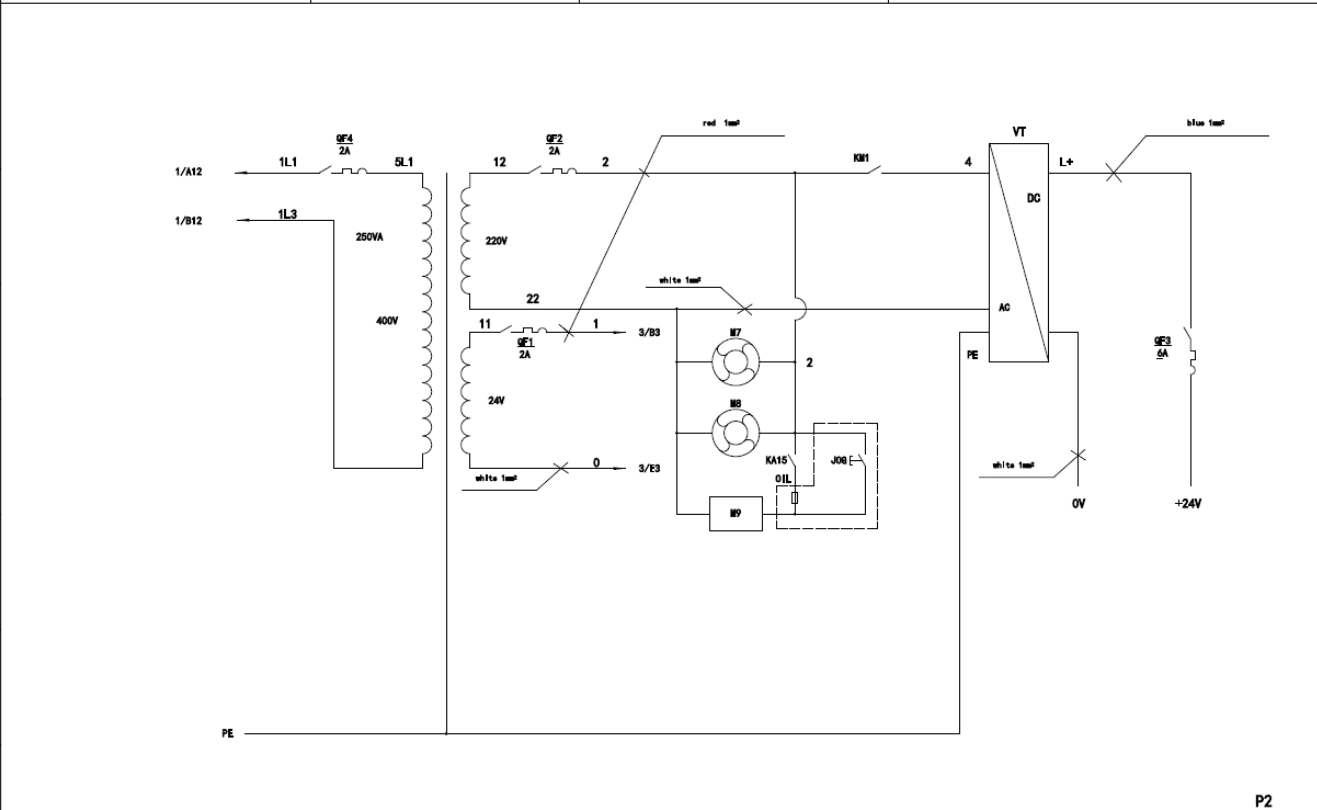 red 1mm²
blue 1mm²
QF4
2A
QF2
2A
VT
1/A12
1L1
5L1
12
2
KM1
4
L+
DC
1/B12
1L3
250VA
220V
white 1mm²
22
AC
400V
11
1
3/B3
QF1
2A
M7
2
PE
QF3
6A
24V
M8
KA15
JOG
OIL
0
3/E3
white 1mm²
white 1mm²
M9
0V
+24V
PE
P2